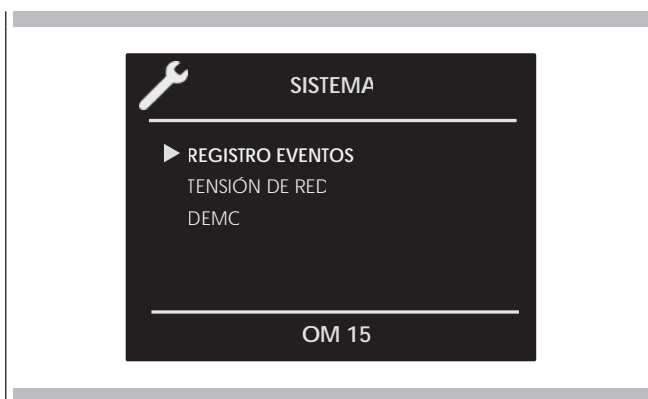 SISTEMA
REGISTRO EVENTOS
TENSIÓN DE RED
DEMO
OM 15